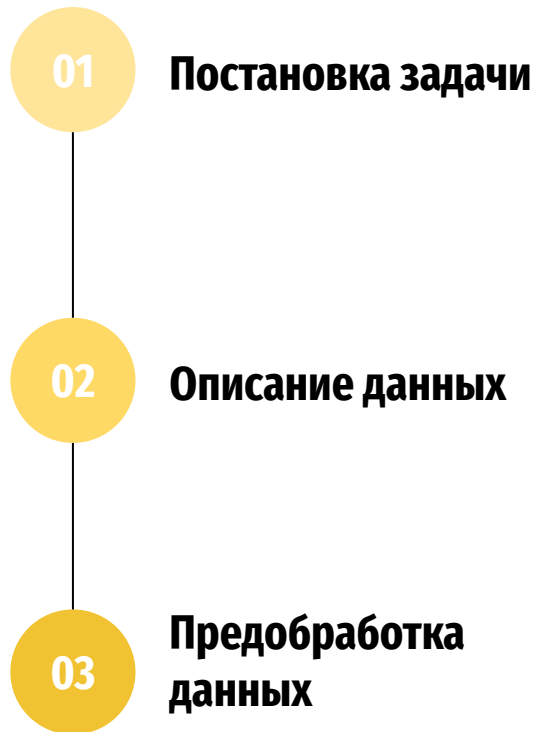 01
Постановка задачи
02
Описание данных
03
Предобработка
данных